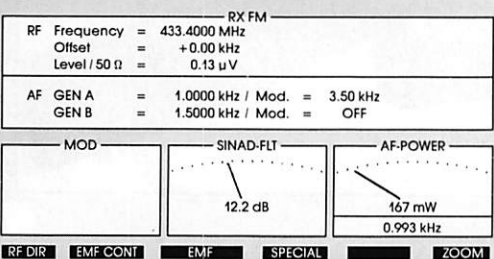 RX FM
RF Frequency = 433.4000 MHz
Offset = +0.00 kHz
Level / 50 Ω = 0.13 µV
AF GEN A = 1.0000 kHz / Mod. = 3.50 kHz
GEN B = 1.5000 kHz / Mod. = OFF
MOD SINAD-FLT AF-POWER
12.2 dB 167 mW
0.993 kHz
RF DIR EMF CONT EMF SPECIAL ZOOM